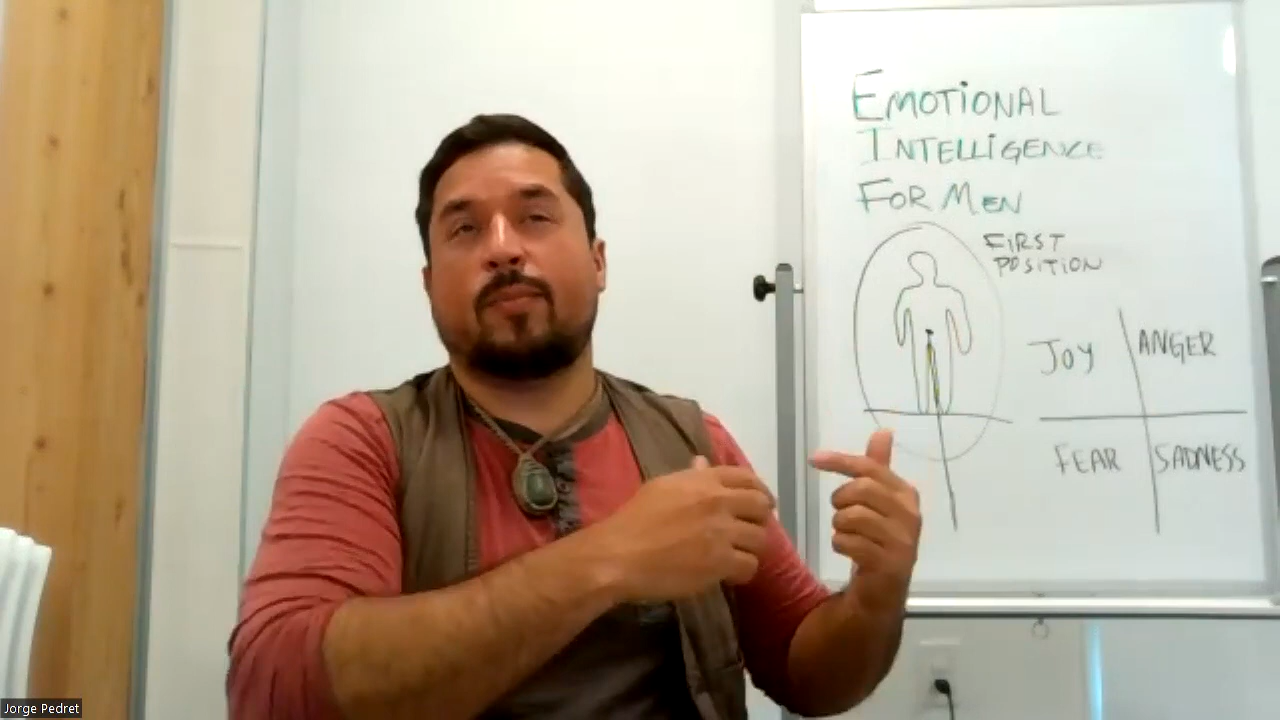 EMOTIONAL
INTELLIGENCE
FOR MEN
FIRST
POSITION
JOY
ANGER
FEAR
SADNESS
Jorge Pedret